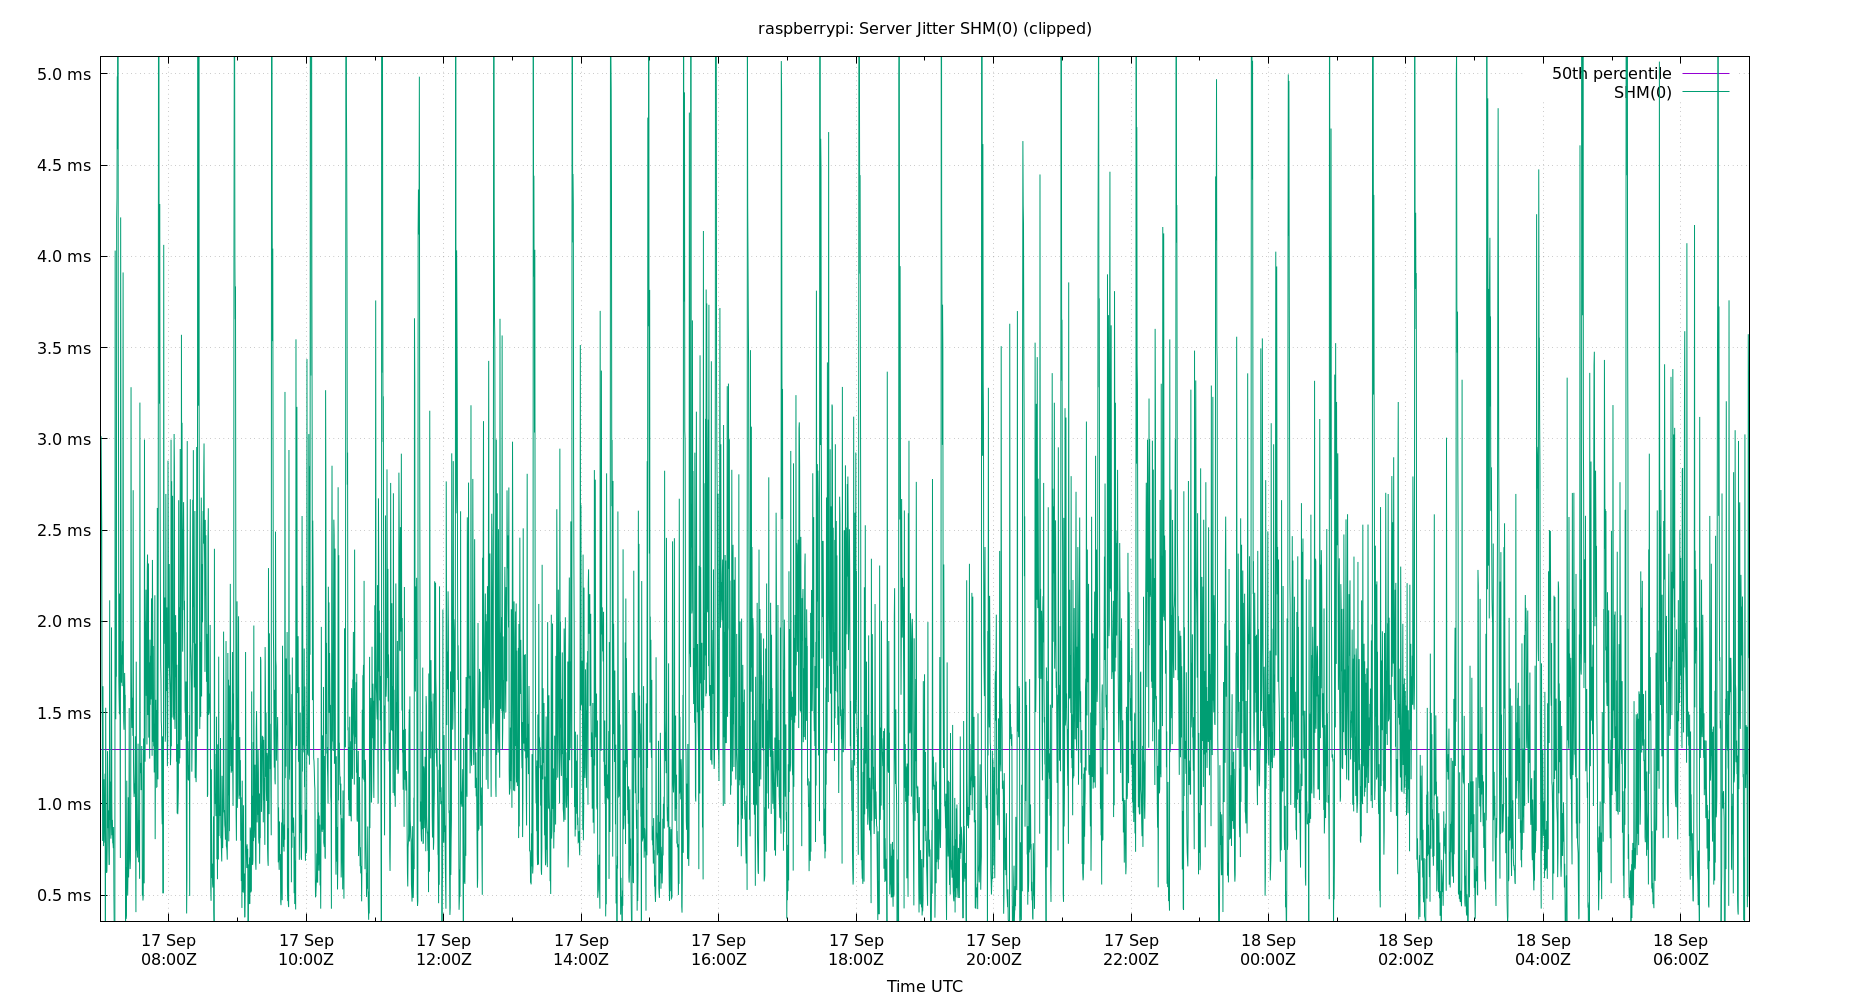 raspberrypi: Server Jitter SHM(0) (clipped)
50th percentile
SHM(0)
5.0 ms
4.5 ms
4.0 ms
3.5 ms
3.0 ms
2.5 ms
2.0 ms
1.5 ms
1.0 ms
0.5 ms
17 Sep 17 Sep 17 Sep 17 Sep 17 Sep 17 Sep 17 Sep 17 Sep 18 Sep 18 Sep 18 Sep 18 Sep
08:00Z 10:00Z 12:00Z 14:00Z 16:00Z 18:00Z 20:00Z 22:00Z 00:00Z 02:00Z 04:00Z 06:00Z
Time UTC